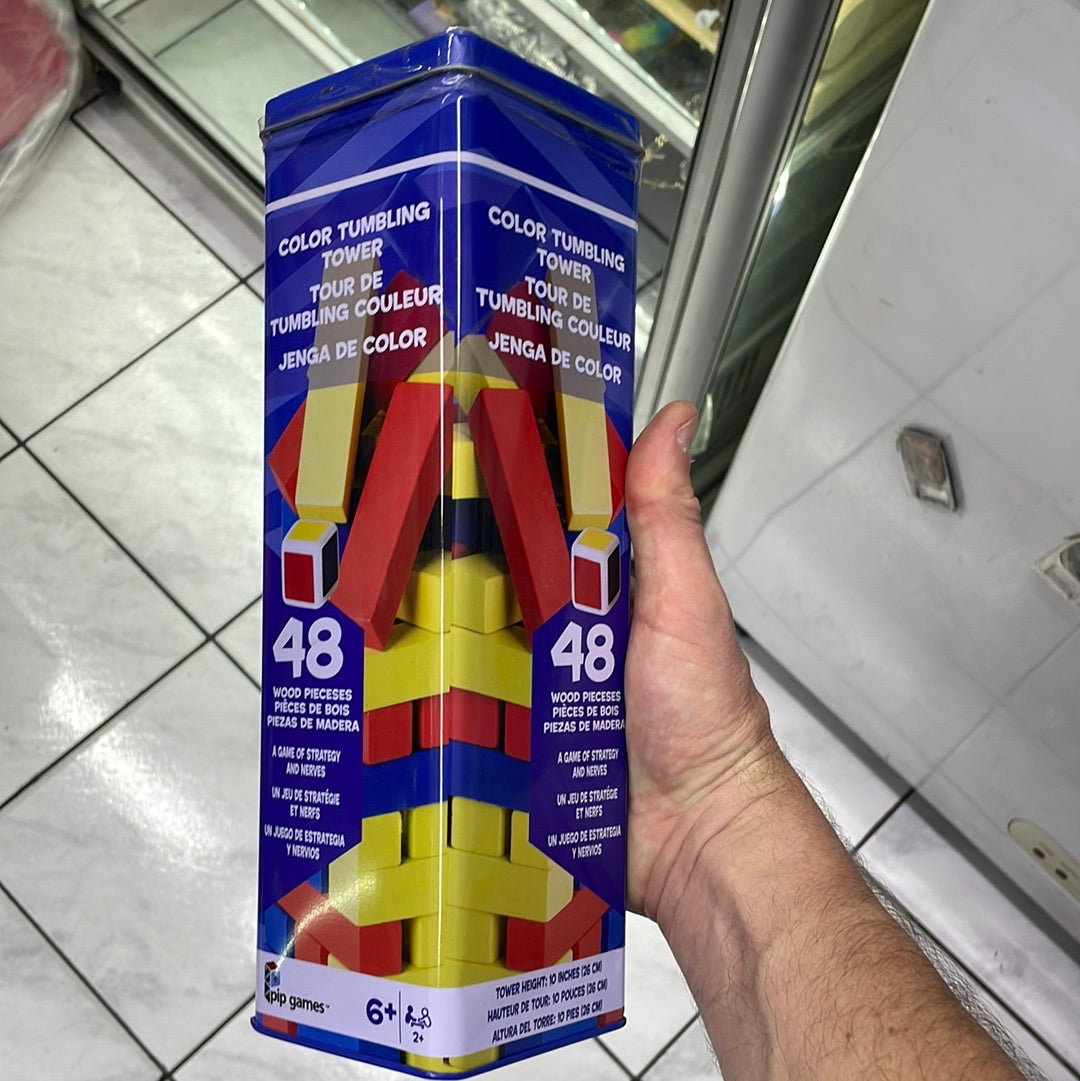 COLOR TUMBLING
TOWER
TOUR DE
TUMBLING COULEUR
JENGA DE COLOR
48
WOOD PIECESES
PIÈCES DE BOIS
PIEZAS DE MADERA
A GAME OF STRATEGY
AND NERVES
UN JEU DE STRATÉGIE
ET NERFS
UN JUEGO DE ESTRATEGIA
Y NERVIOS
pip games™
6+
2+
COLOR TUMBLING
TOWER
TOUR DE
TUMBLING COULEUR
JENGA DE COLOR
48
WOOD PIECESES
PIÈCES DE BOIS
PIEZAS DE MADERA
A GAME OF STRATEGY
AND NERVES
UN JEU DE STRATÉGIE
ET NERFS
UN JUEGO DE ESTRATEGIA
Y NERVIOS
TOWER HEIGHT: 10 INCHES (26 CM)
HAUTEUR DE TOUR: 10 POUCES (26 CM)
ALTURA DEL TORRE: 10 PIES (26 CM)